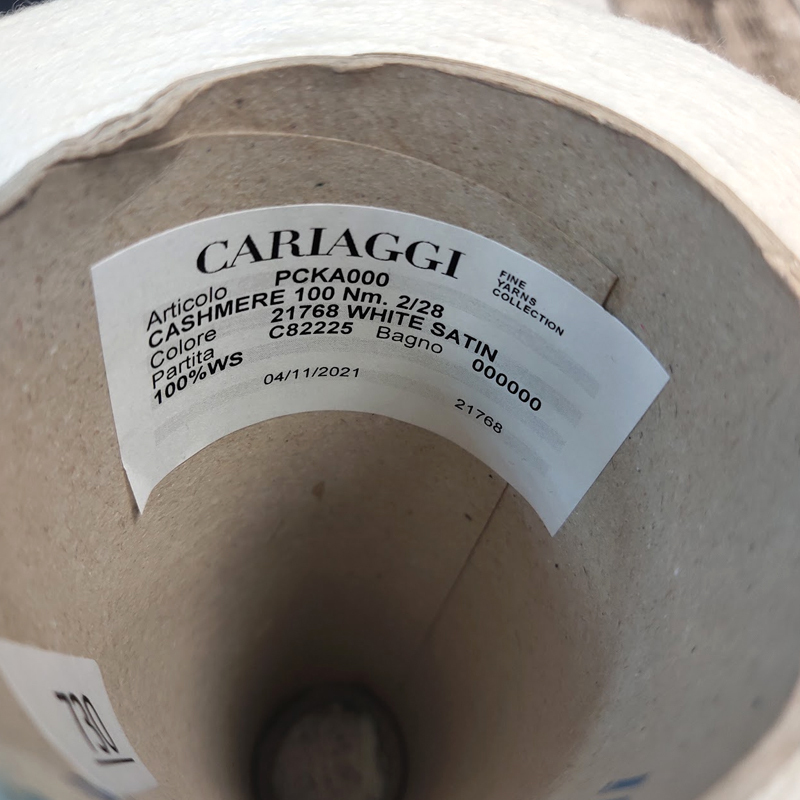 CARIAGGI
FINE
YARNS
COLLECTION
Articolo PCKA000
CASHMERE 100 Nm. 2/28
Colore 21768 WHITE SATIN
Partita C82225 Bagno 000000
100%WS 04/11/2021
21768
730